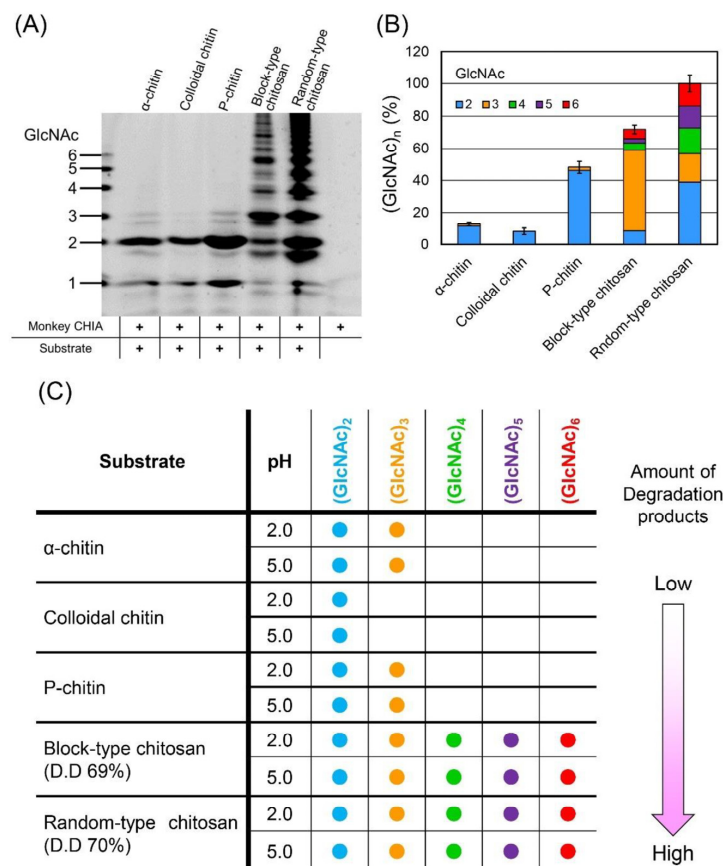 (A)
α-chitin
Colloidal chitin
P-chitin
Block-type
chitosan
Random-type
chitosan
GlcNAc
6
5
4
3
2
1
Monkey CHIA + + + + + +
Substrate + + + + +
(B)
120
100
80
60
40
20
0
(GlcNAc)n (%)
GlcNAc
2 3 4 5 6
α-chitin
Colloidal chitin
P-chitin
Block-type chitosan
Rndom-type chitosan
(C)
Substrate pH (GlcNAc)2 (GlcNAc)3 (GlcNAc)4 (GlcNAc)5 (GlcNAc)6
α-chitin
2.0
5.0
Colloidal chitin
2.0
5.0
P-chitin
2.0
5.0
Block-type chitosan
(D.D 69%)
2.0
5.0
Random-type chitosan
(D.D 70%)
2.0
5.0
Amount of
Degradation
products
Low
High